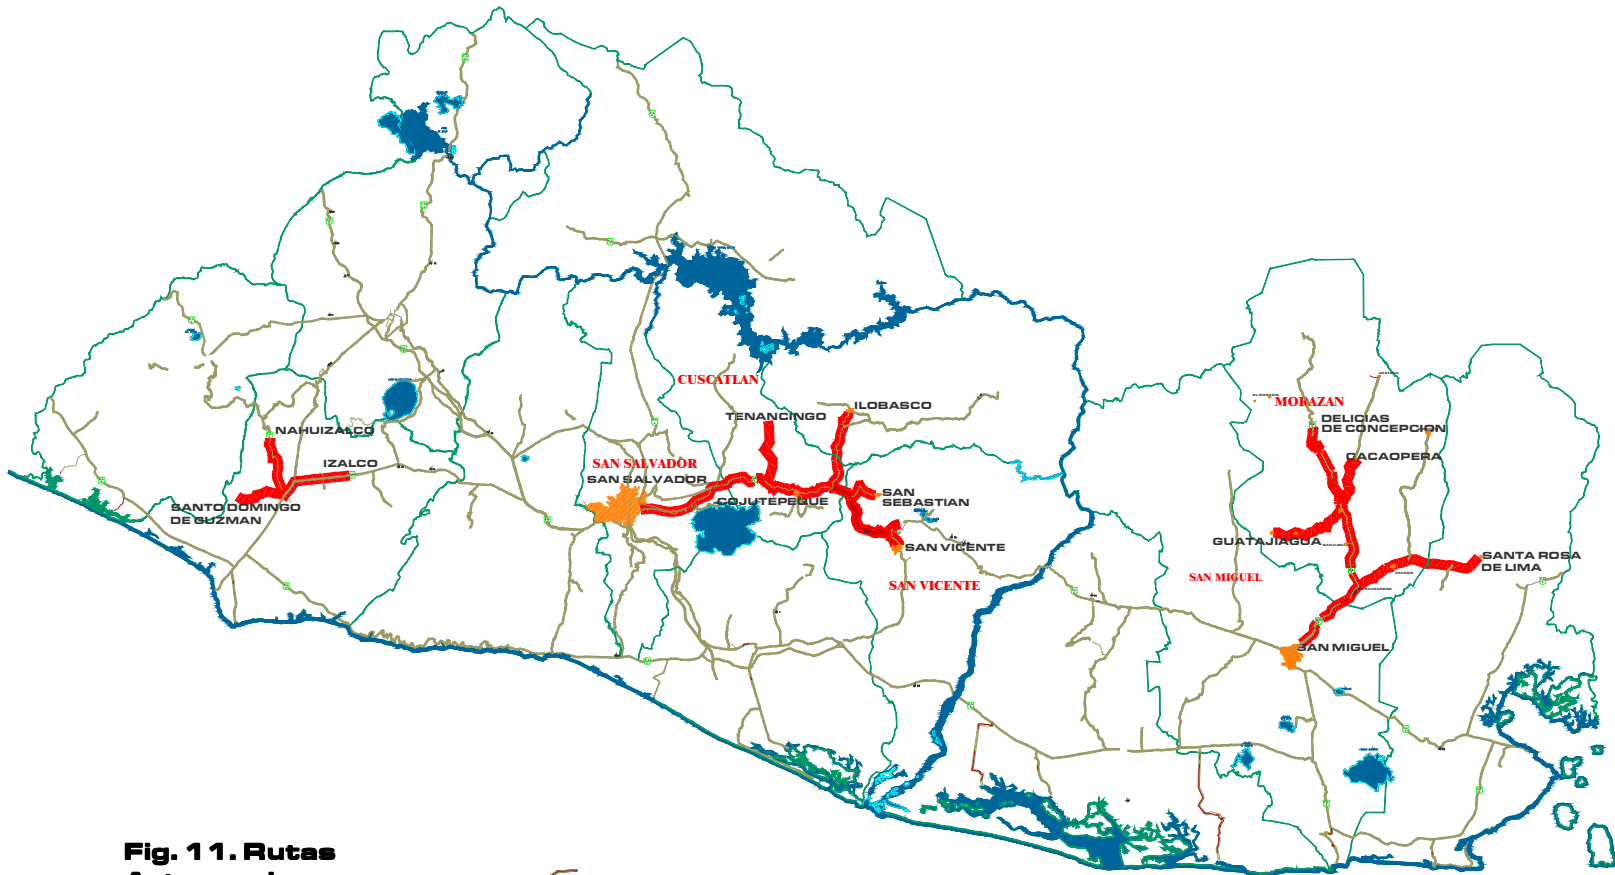 CUSCATLAN
TENANCINGO
ILOBASCO
MORAZAN
DELICIAS
DE CONCEPCION
NAHUIZALCO
CACAOPERA
IZALCO
SAN SALVADOR
SAN SALVADOR
COJUTEPEQUE
SAN
SEBASTIAN
SANTO DOMINGO
DE GUZMAN
GUATAJIAGUA
SAN VICENTE
SANTA ROSA
DE LIMA
SAN MIGUEL
SAN VICENTE
SAN MIGUEL
Fig. 11. Rutas